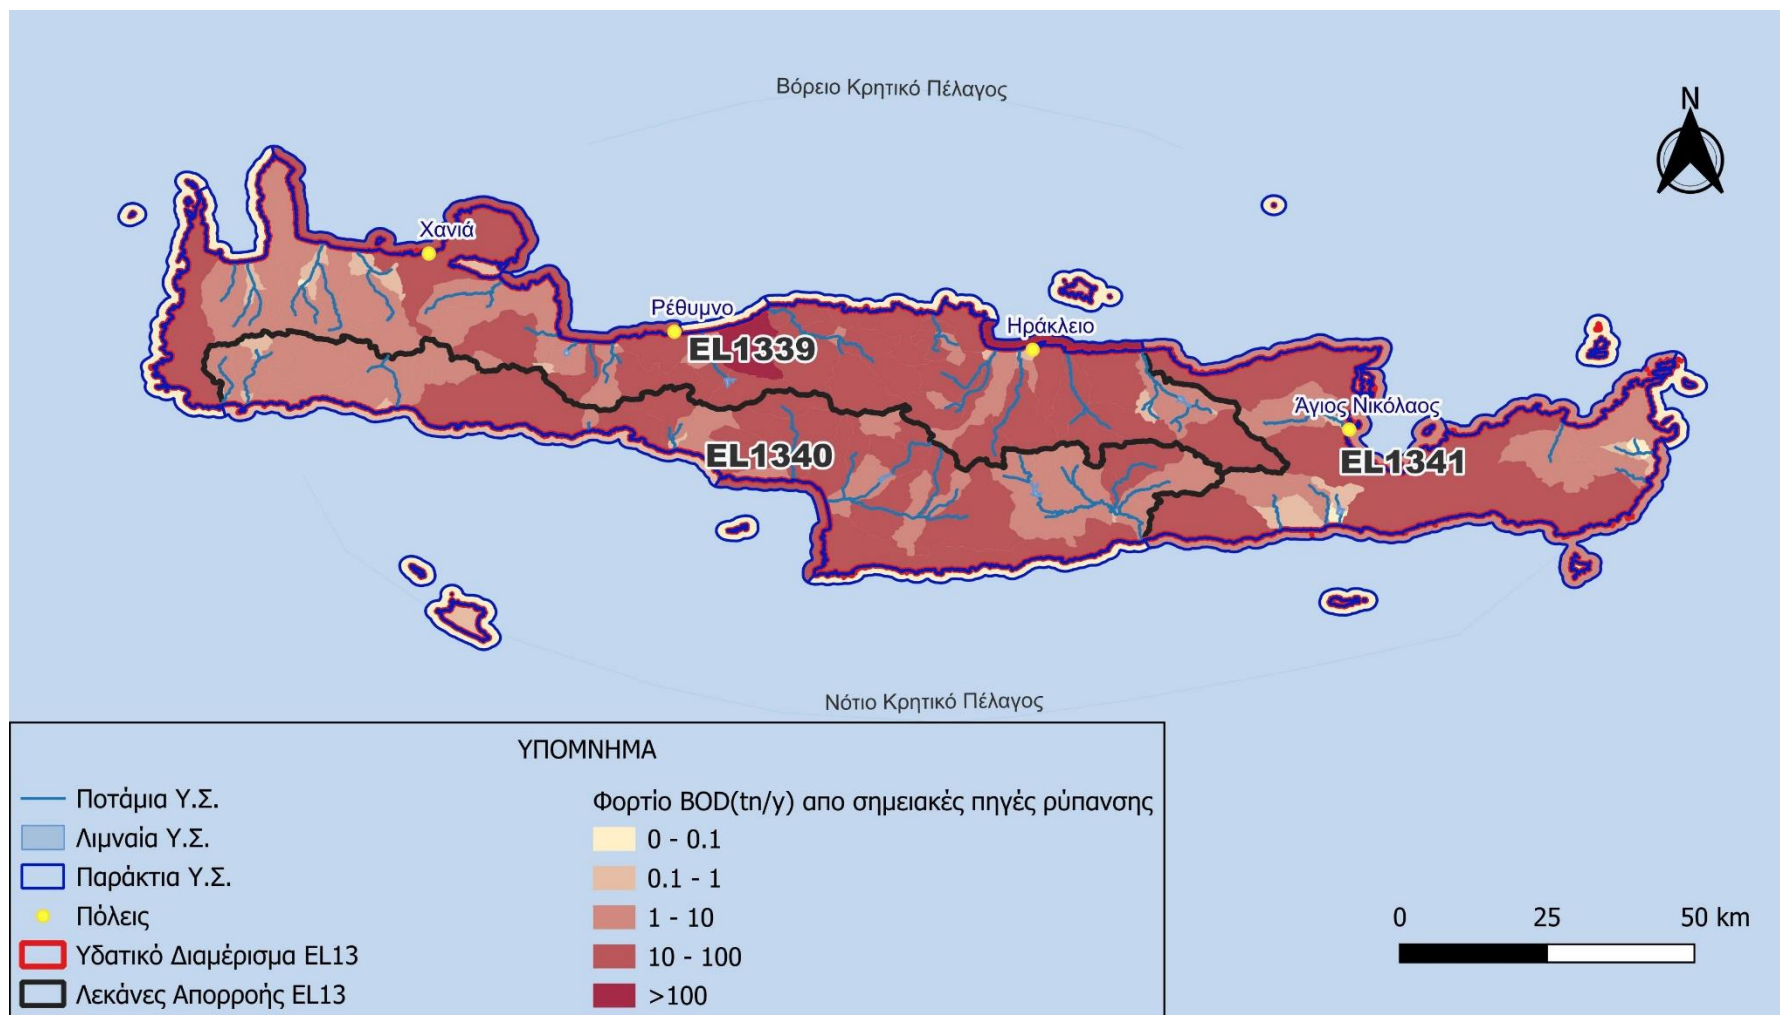 Βόρειο Κρητικό Πέλαγος
N
Χανιά
Ρέθυμνο
Ηράκλειο
EL1339
Άγιος Νικόλαος
EL1340
EL1341
Νότιο Κρητικό Πέλαγος
ΥΠΟΜΝΗΜΑ
Ποτάμια Υ.Σ.
Λιμναία Υ.Σ.
Παράκτια Υ.Σ.
Πόλεις
Υδατικό Διαμέρισμα EL13
Λεκάνες Απορροής EL13
Φορτίο BOD(tn/y) απο σημειακές πηγές ρύπανσης
0 - 0.1
0.1 - 1
1 - 10
10 - 100
>100
0 25 50 km